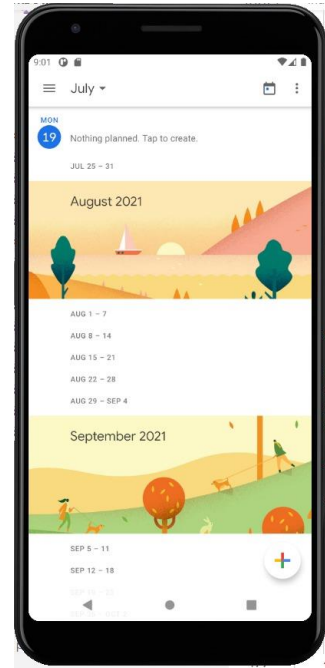 9:01
July
MON
19 Nothing planned. Tap to create.
JUL 25 – 31
August 2021
AUG 1 – 7
AUG 8 – 14
AUG 15 – 21
AUG 22 – 28
AUG 29 – SEP 4
September 2021
SEP 5 – 11
SEP 12 – 18